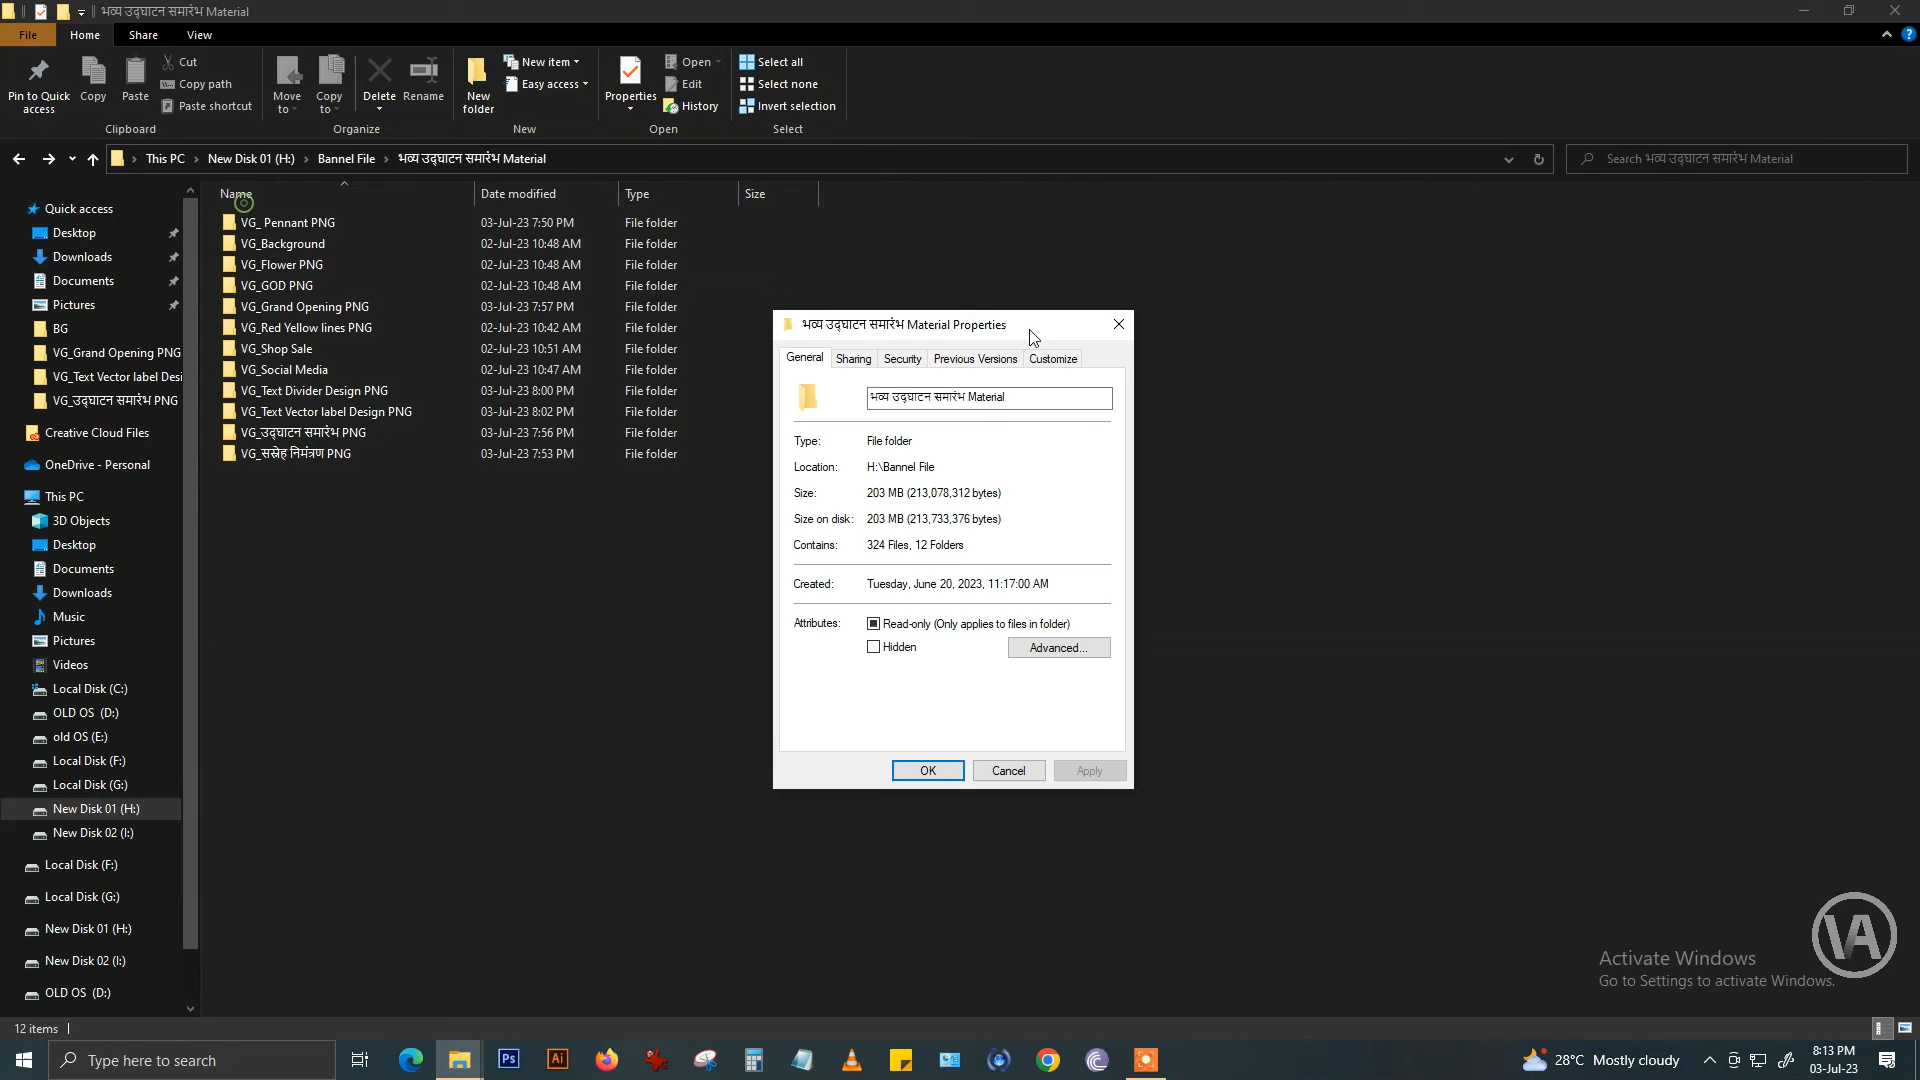 भव्य उद्घाटन समारंभ Material
File Home Share View
Pin to Quick access
Copy
Paste
Cut
Copy path
Paste shortcut
Clipboard
Move to
Copy to
Delete
Rename
Organize
New folder
New item
Easy access
New
Properties
Open
Edit
History
Open
Select all
Select none
Invert selection
Select
This PC › New Disk 01 (H:) › Bannel File › भव्य उद्घाटन समारंभ Material
Search भव्य उद्घाटन समारंभ Material
Quick access
Desktop
Downloads
Documents
Pictures
BG
VG_Grand Opening PNG
VG_Text Vector label Desi
VG_उद्घाटन समारंभ PNG
Creative Cloud Files
OneDrive - Personal
This PC
3D Objects
Desktop
Documents
Downloads
Music
Pictures
Videos
Local Disk (C:)
OLD OS (D:)
old OS (E:)
Local Disk (F:)
Local Disk (G:)
New Disk 01 (H:)
New Disk 02 (I:)
Local Disk (F:)
Local Disk (G:)
New Disk 01 (H:)
New Disk 02 (I:)
OLD OS (D:)
Name Date modified Type Size
VG_ Pennant PNG 03-Jul-23 7:50 PM File folder
VG_Background 02-Jul-23 10:48 AM File folder
VG_Flower PNG 02-Jul-23 10:48 AM File folder
VG_GOD PNG 02-Jul-23 10:48 AM File folder
VG_Grand Opening PNG 03-Jul-23 7:57 PM File folder
VG_Red Yellow lines PNG 02-Jul-23 10:42 AM File folder
VG_Shop Sale 02-Jul-23 10:51 AM File folder
VG_Social Media 02-Jul-23 10:47 AM File folder
VG_Text Divider Design PNG 03-Jul-23 8:00 PM File folder
VG_Text Vector label Design PNG 03-Jul-23 8:02 PM File folder
VG_उद्घाटन समारंभ PNG 03-Jul-23 7:56 PM File folder
VG_सस्नेह निमंत्रण PNG 03-Jul-23 7:53 PM File folder
भव्य उद्घाटन समारंभ Material Properties
General Sharing Security Previous Versions Customize
भव्य उद्घाटन समारंभ Material
Type: File folder
Location: H:\Bannel File
Size: 203 MB (213,078,312 bytes)
Size on disk: 203 MB (213,733,376 bytes)
Contains: 324 Files, 12 Folders
Created: Tuesday, June 20, 2023, 11:17:00 AM
Attributes: Read-only (Only applies to files in folder)
Hidden Advanced...
OK Cancel Apply
VA
Activate Windows
Go to Settings to activate Windows.
12 items
Type here to search
Ps
Ai
28°C Mostly cloudy
8:13 PM
03-Jul-23